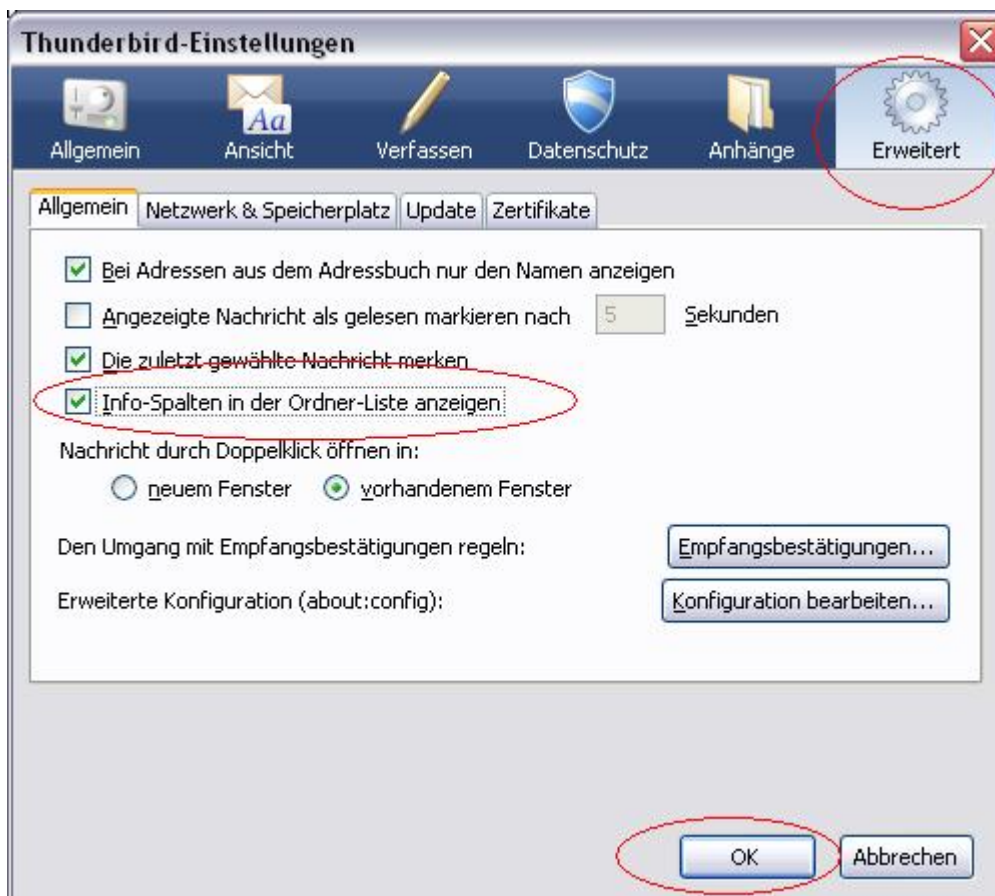 Thunderbird-Einstellungen
Allgemein Ansicht Verfassen Datenschutz Anhänge Erweitert
Aa
Allgemein Netzwerk & Speicherplatz Update Zertifikate
Bei Adressen aus dem Adressbuch nur den Namen anzeigen
Angezeigte Nachricht als gelesen markieren nach 5 Sekunden
Die zuletzt gewählte Nachricht merken
Info-Spalten in der Ordner-Liste anzeigen
Nachricht durch Doppelklick öffnen in:
neuem Fenster vorhandenem Fenster
Den Umgang mit Empfangsbestätigungen regeln: Empfangsbestätigungen...
Erweiterte Konfiguration (about:config): Konfiguration bearbeiten...
OK Abbrechen